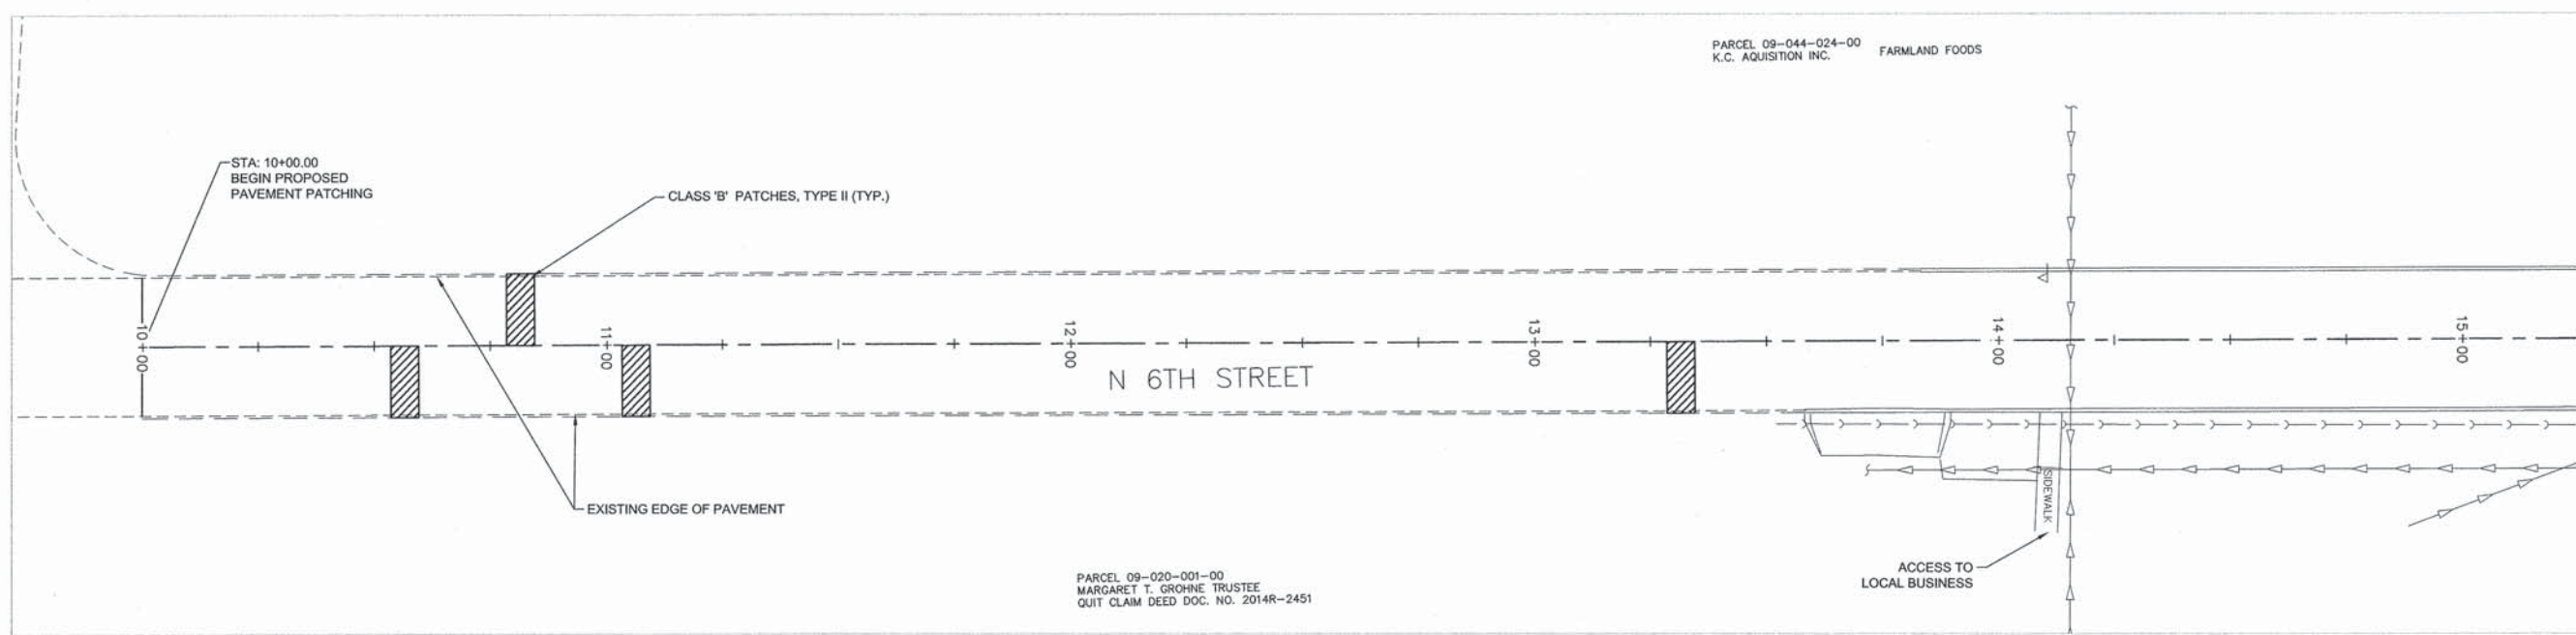 PARCEL 09-044-024-00
K.C. AQUISITION INC.
FARMLAND FOODS
STA: 10+00.00
BEGIN PROPOSED
PAVEMENT PATCHING
CLASS 'B' PATCHES, TYPE II (TYP.)
10+00
11+00
12+00
13+00
14+00
15+00
N 6TH STREET
EXISTING EDGE OF PAVEMENT
SIDEWALK
ACCESS TO
LOCAL BUSINESS
PARCEL 09-020-001-00
MARGARET T. GROHNE TRUSTEE
QUIT CLAIM DEED DOC. NO. 2014R-2451